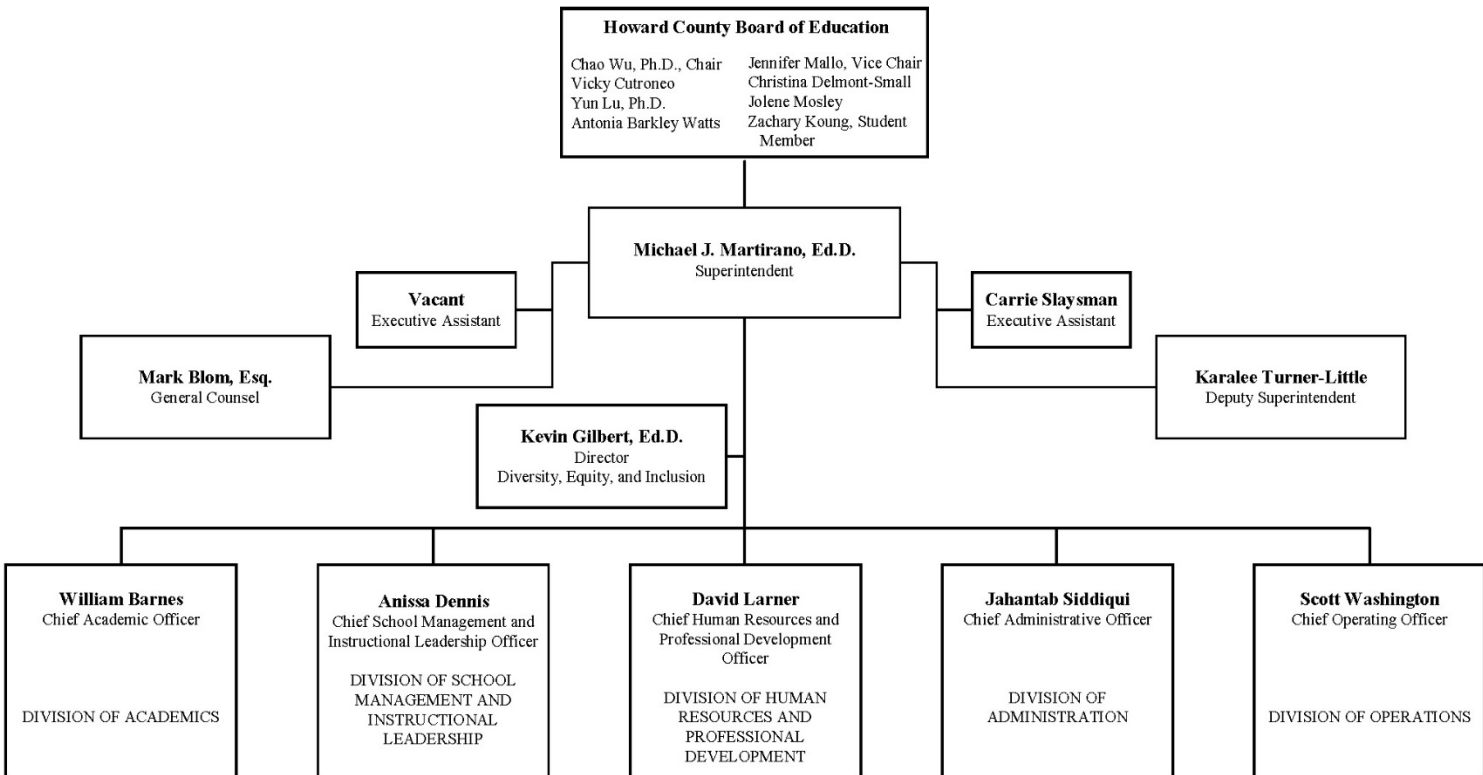 Howard County Board of Education
Chao Wu, Ph.D., Chair
Vicky Cutroneo
Yun Lu, Ph.D.
Antonia Barkley Watts
Jennifer Mallo, Vice Chair
Christina Delmont-Small
Jolene Mosley
Zachary Koung, Student
Member
Michael J. Martirano, Ed.D.
Superintendent
Vacant
Executive Assistant
Carrie Slaysman
Executive Assistant
Mark Blom, Esq.
General Counsel
Karalee Turner-Little
Deputy Superintendent
Kevin Gilbert, Ed.D.
Director
Diversity, Equity, and Inclusion
William Barnes
Chief Academic Officer
DIVISION OF ACADEMICS
Anissa Dennis
Chief School Management and
Instructional Leadership Officer
DIVISION OF SCHOOL
MANAGEMENT AND
INSTRUCTIONAL
LEADERSHIP
David Larner
Chief Human Resources and
Professional Development
Officer
DIVISION OF HUMAN
RESOURCES AND
PROFESSIONAL
DEVELOPMENT
Jahantab Siddiqui
Chief Administrative Officer
DIVISION OF
ADMINISTRATION
Scott Washington
Chief Operating Officer
DIVISION OF OPERATIONS